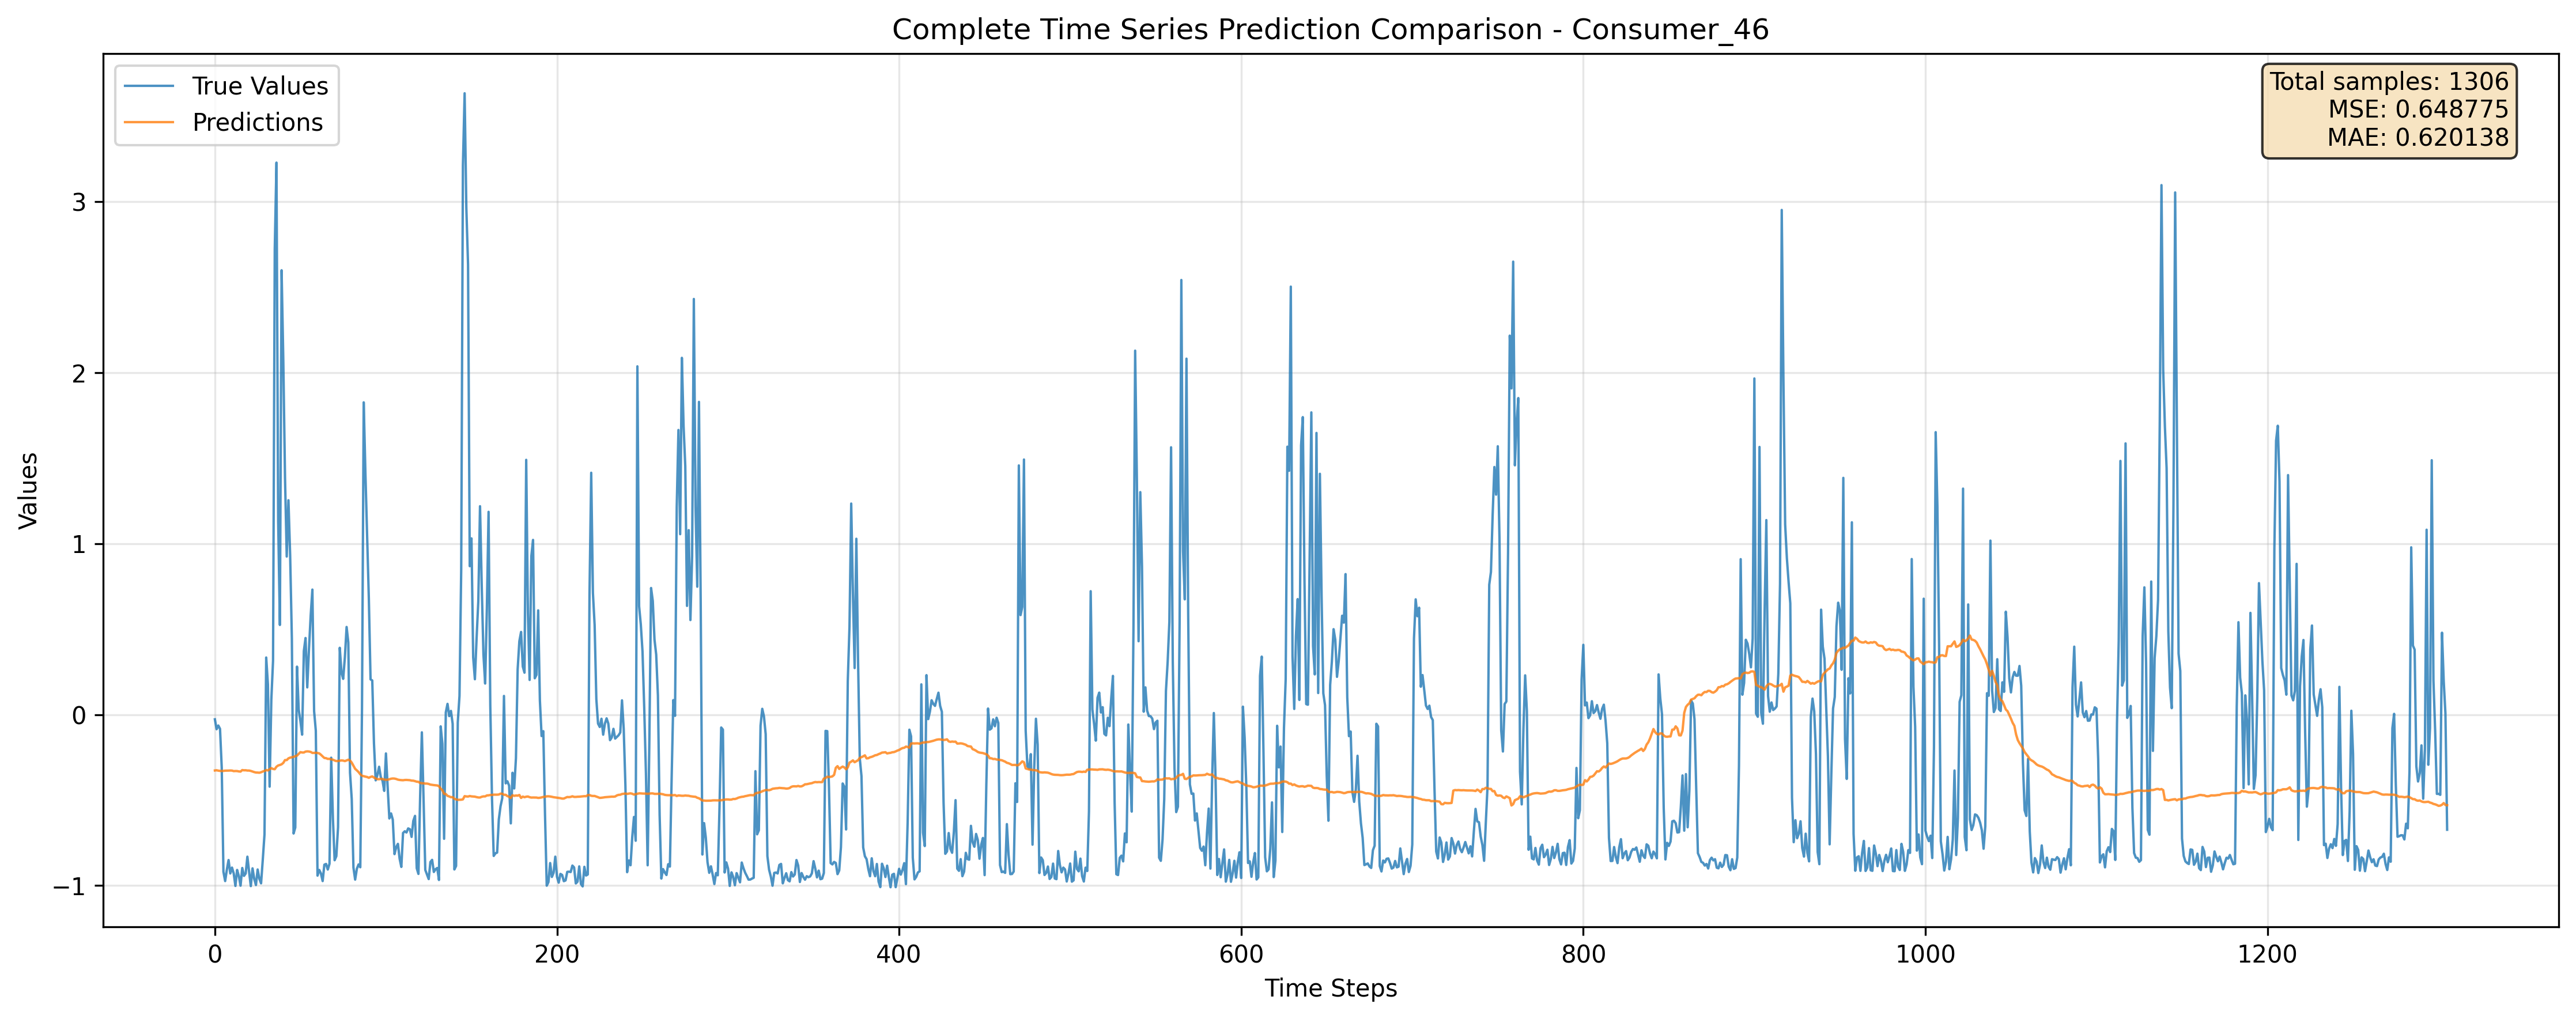 Complete Time Series Prediction Comparison - Consumer_46
True Values
Predictions
Total samples: 1306
MSE: 0.648775
MAE: 0.620138
Values
3
2
1
0
−1
0 200 400 600 800 1000 1200
Time Steps